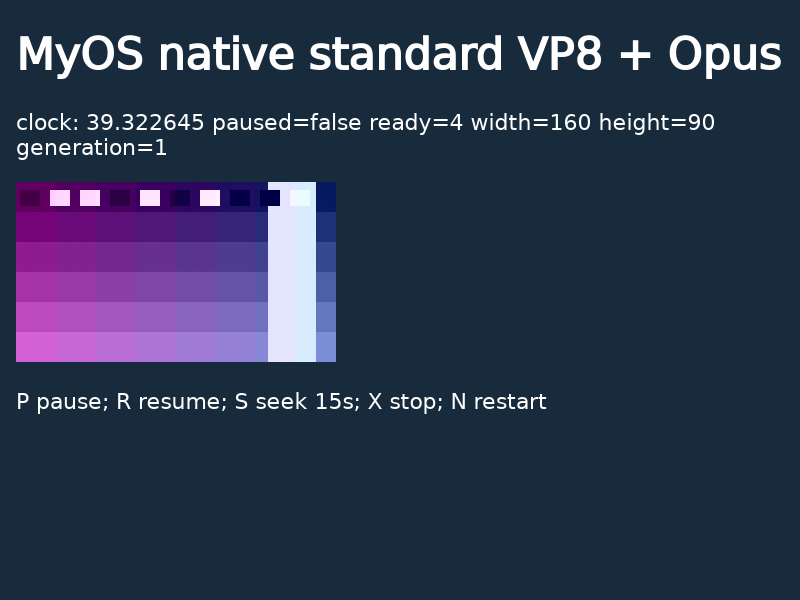 MyOS native standard VP8 + Opus
clock: 39.322645 paused=false ready=4 width=160 height=90
generation=1
P pause; R resume; S seek 15s; X stop; N restart